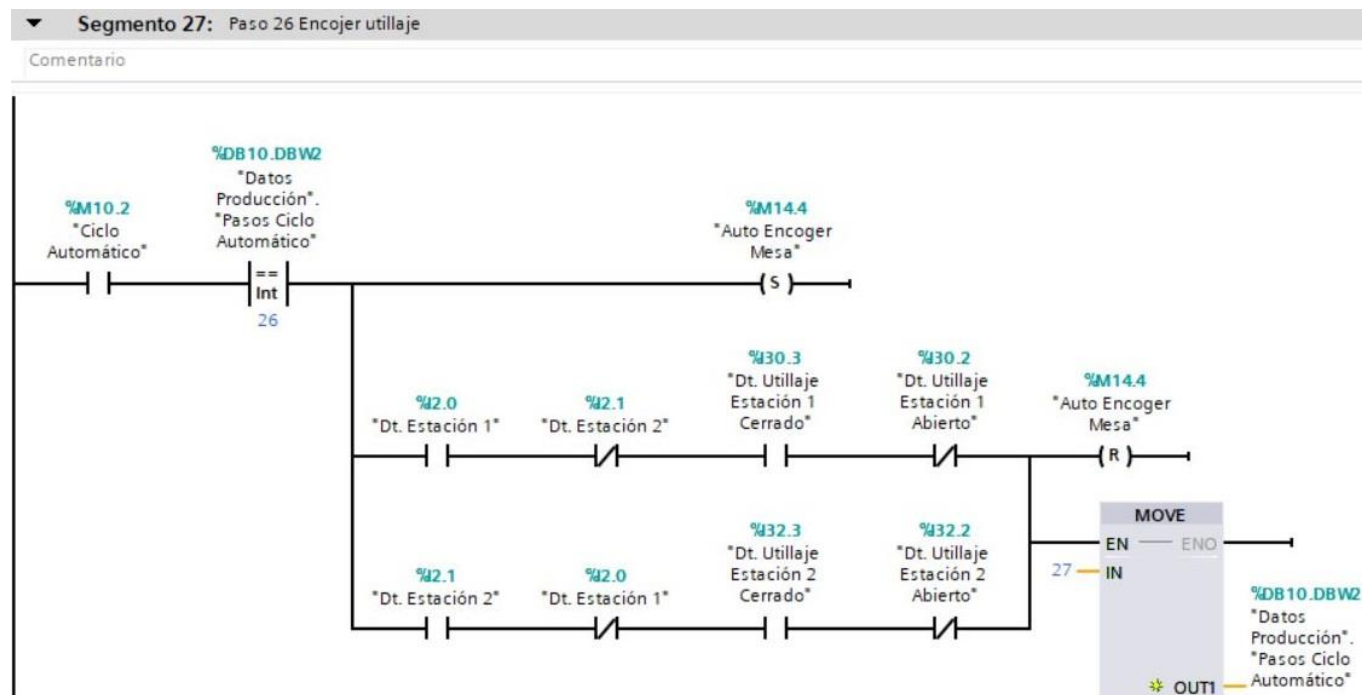 Segmento 27: Paso 26 Encojer utillaje
Comentario
%DB10.DBW2
"Datos
Producción".
"Pasos Ciclo
Automático"
%M10.2
"Ciclo
Automático"
==
Int
26
%M14.4
"Auto Encoger
Mesa"
S
%I2.0
"Dt. Estación 1"
%I2.1
"Dt. Estación 2"
%I30.3
"Dt. Utillaje
Estación 1
Cerrado"
%I30.2
"Dt. Utillaje
Estación 1
Abierto"
%M14.4
"Auto Encoger
Mesa"
R
%I2.1
"Dt. Estación 2"
%I2.0
"Dt. Estación 1"
%I32.3
"Dt. Utillaje
Estación 2
Cerrado"
%I32.2
"Dt. Utillaje
Estación 2
Abierto"
MOVE
EN ENO
27 IN
OUT1
%DB10.DBW2
"Datos
Producción".
"Pasos Ciclo
Automático"